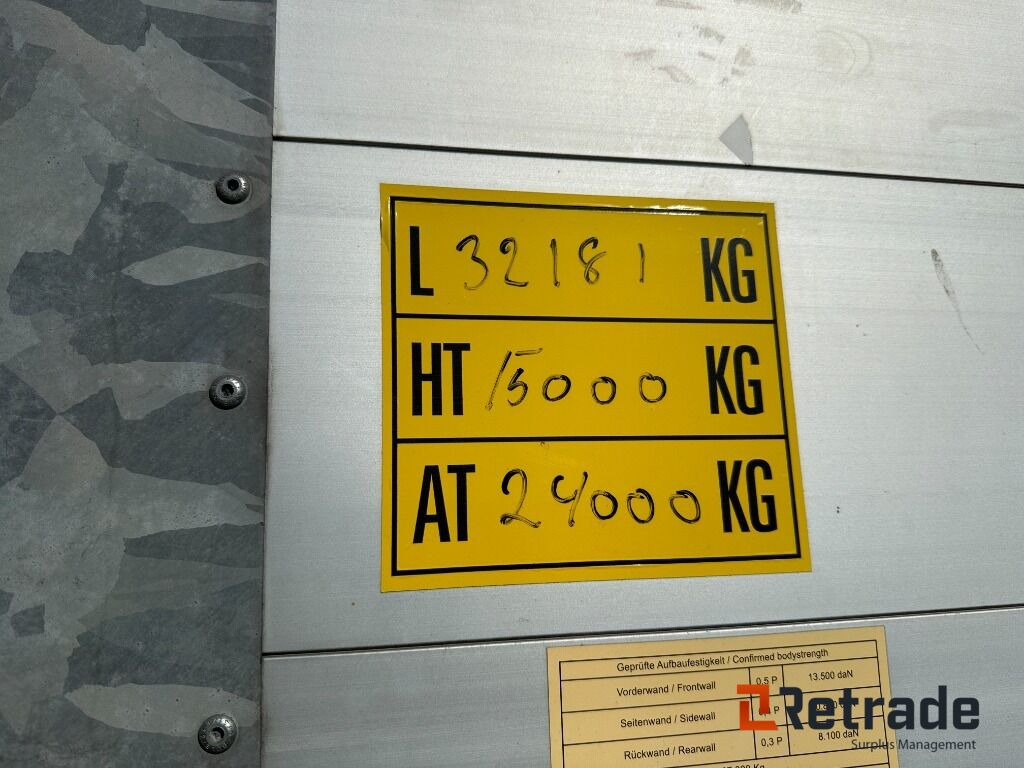 L 32181 KG
HT 15000 KG
AT 24000 KG
Geprüfte Aufbaufestigkeit / Confirmed bodystrength
Vorderwand / Frontwall 0,5 P 13.500 daN
Seitenwand / Sidewall P
Rückwand / Rearwall 0,3 P 8.100 daN
Kg
Retrade
Surplus Management